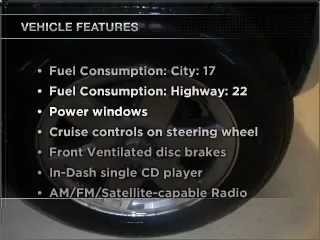 VEHICLE FEATURES
• Fuel Consumption: City: 17
• Fuel Consumption: Highway: 22
• Power windows
• Cruise controls on steering wheel
• Front Ventilated disc brakes
• In-Dash single CD player
• AM/FM/Satellite-capable Radio